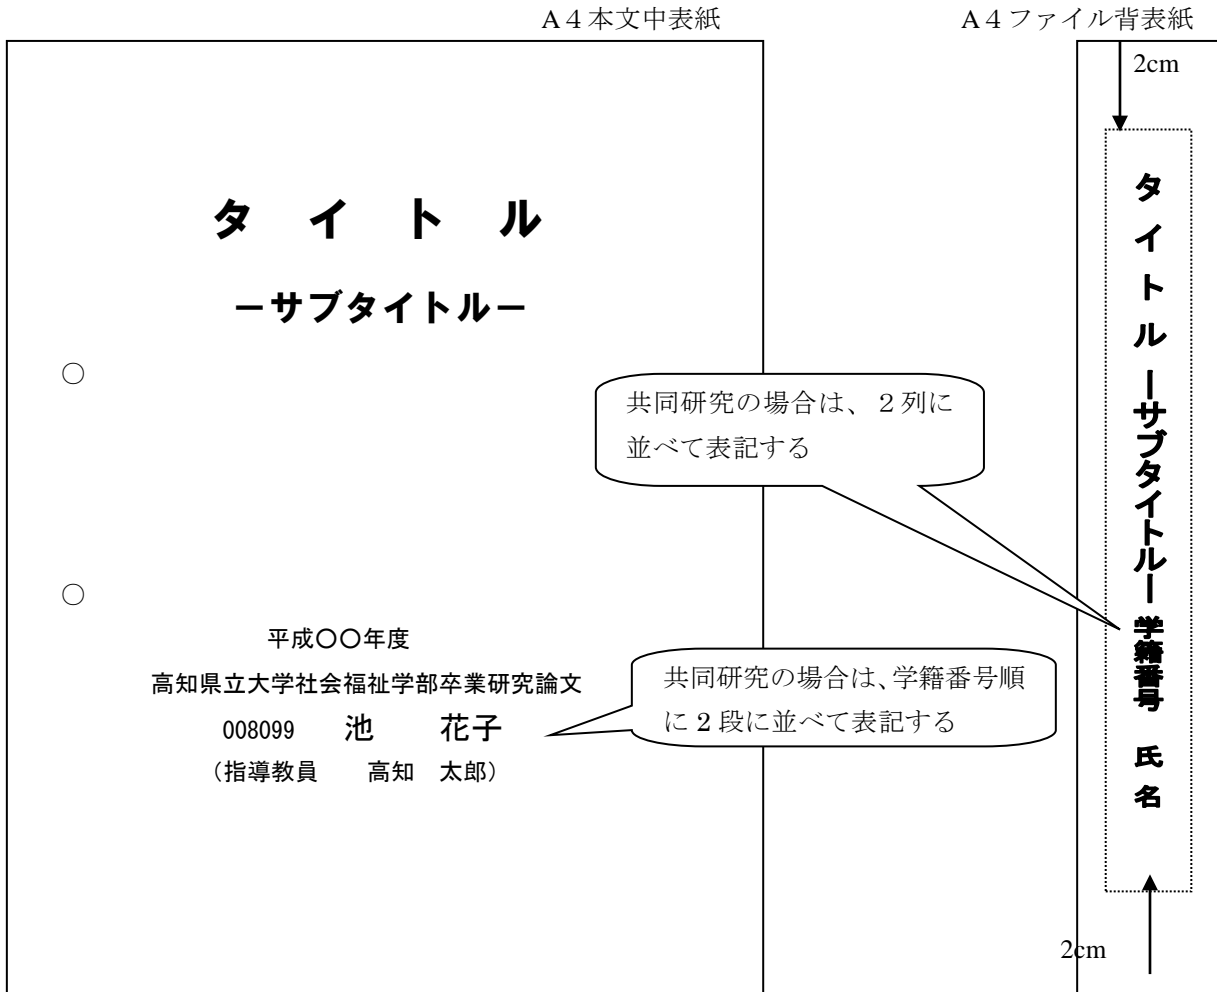 A4本文中表紙
タイトル
−サブタイトル−
共同研究の場合は、2列に
並べて表記する
平成〇〇年度
高知県立大学社会福祉学部卒業研究論文
008099 池 花子
（指導教員 高知 太郎）
共同研究の場合は、学籍番号順
に2段に並べて表記する
A4ファイル背表紙
2cm
タイトル ーサブタイトルー 学籍番号 氏名
2cm